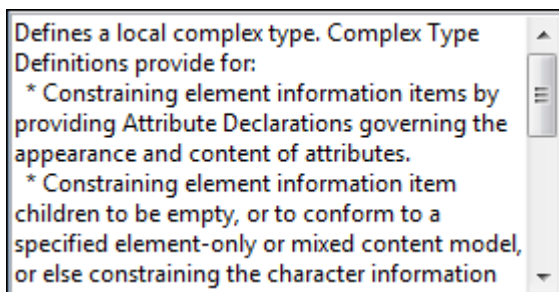 Defines a local complex type. Complex Type
Definitions provide for:
* Constraining element information items by
providing Attribute Declarations governing the
appearance and content of attributes.
* Constraining element information item
children to be empty, or to conform to a
specified element-only or mixed content model,
or else constraining the character information